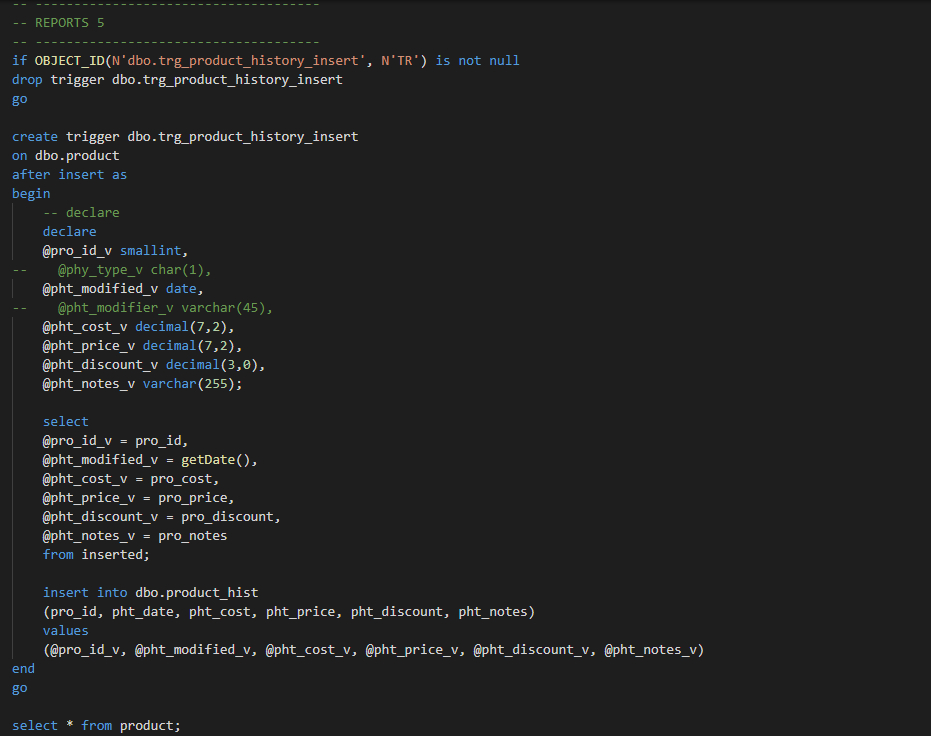 -- -------------------------------------
-- REPORTS 5
-- -------------------------------------
if OBJECT_ID(N'dbo.trg_product_history_insert', N'TR') is not null
drop trigger dbo.trg_product_history_insert
go

create trigger dbo.trg_product_history_insert
on dbo.product
after insert as
begin
    -- declare
    declare
    @pro_id_v smallint,
--    @phy_type_v char(1),
    @pht_modified_v date,
--    @pht_modifier_v varchar(45),
    @pht_cost_v decimal(7,2),
    @pht_price_v decimal(7,2),
    @pht_discount_v decimal(3,0),
    @pht_notes_v varchar(255);

    select
    @pro_id_v = pro_id,
    @pht_modified_v = getDate(),
    @pht_cost_v = pro_cost,
    @pht_price_v = pro_price,
    @pht_discount_v = pro_discount,
    @pht_notes_v = pro_notes
    from inserted;

    insert into dbo.product_hist
    (pro_id, pht_date, pht_cost, pht_price, pht_discount, pht_notes)
    values
    (@pro_id_v, @pht_modified_v, @pht_cost_v, @pht_price_v, @pht_discount_v, @pht_notes_v)
end
go

select * from product;